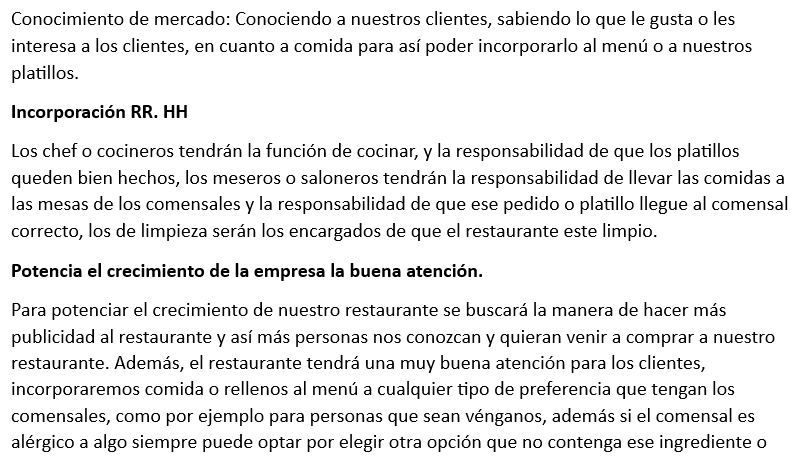 Conocimiento de mercado: Conociendo a nuestros clientes, sabiendo lo que le gusta o les
interesa a los clientes, en cuanto a comida para así poder incorporarlo al menú o a nuestros
platillos.
Incorporación RR. HH
Los chef o cocineros tendrán la función de cocinar, y la responsabilidad de que los platillos
queden bien hechos, los meseros o saloneros tendrán la responsabilidad de llevar las comidas a
las mesas de los comensales y la responsabilidad de que ese pedido o platillo llegue al comensal
correcto, los de limpieza serán los encargados de que el restaurante este limpio.
Potencia el crecimiento de la empresa la buena atención.
Para potenciar el crecimiento de nuestro restaurante se buscará la manera de hacer más
publicidad al restaurante y así más personas nos conozcan y quieran venir a comprar a nuestro
restaurante. Además, el restaurante tendrá una muy buena atención para los clientes,
incorporaremos comida o rellenos al menú a cualquier tipo de preferencia que tengan los
comensales, como por ejemplo para personas que sean vénganos, además si el comensal es
alérgico a algo siempre puede optar por elegir otra opción que no contenga ese ingrediente o